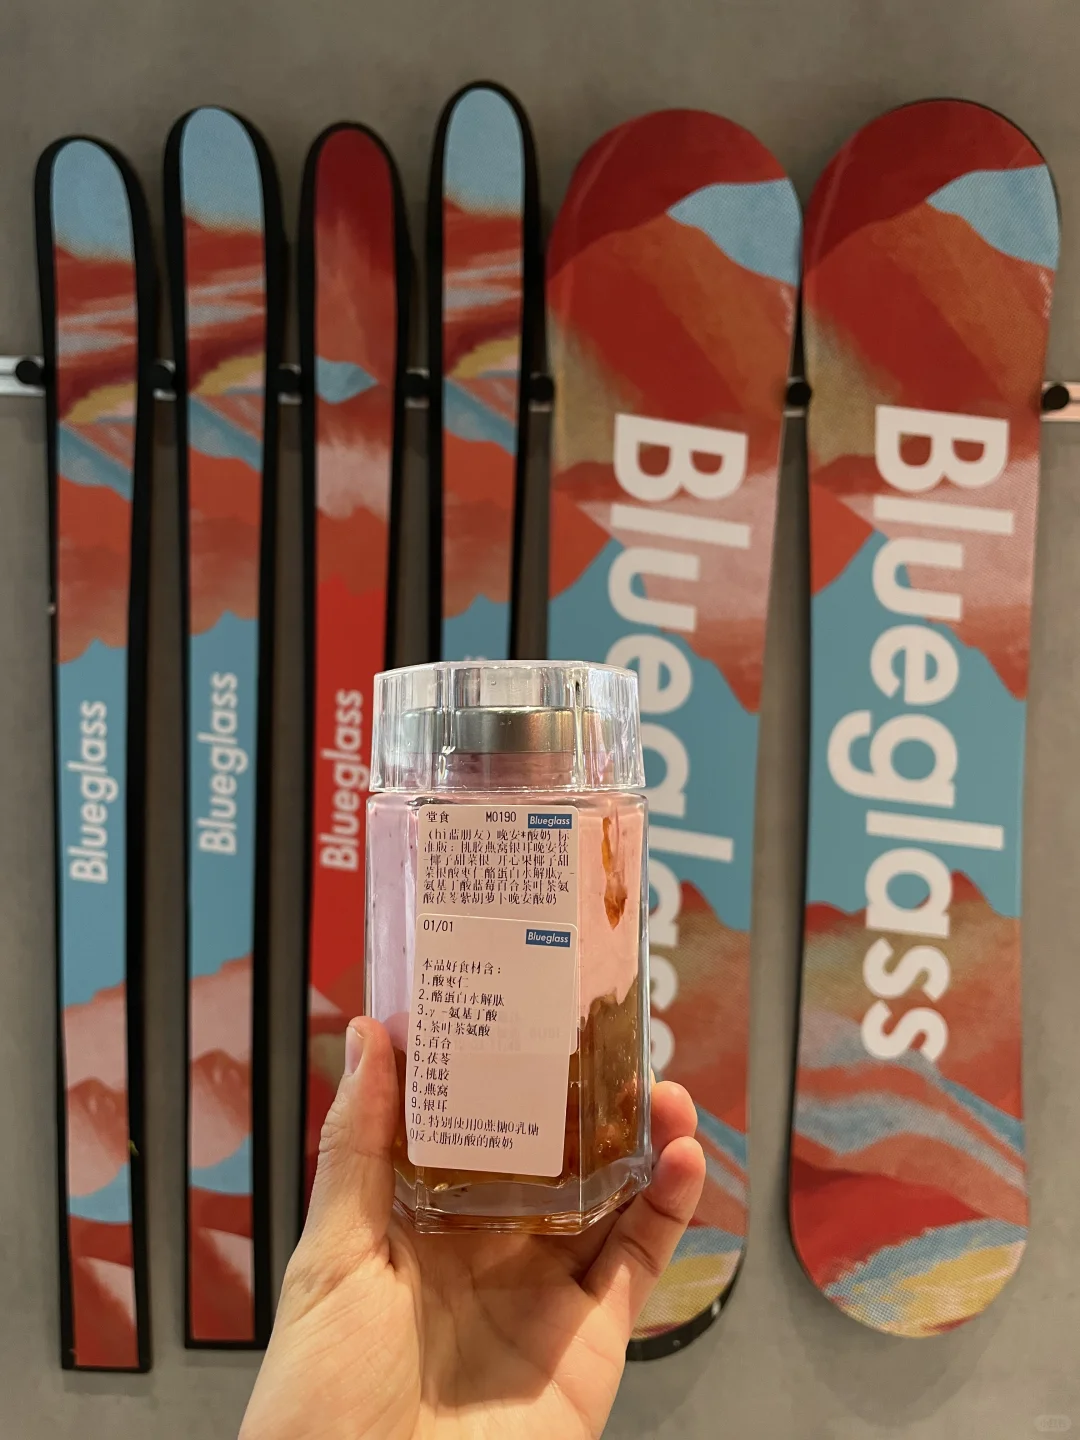 Blueglass
Blueglass
Blueglass
Blueglass
Blueglass
堂食 M0190 Blueglass
(hi蓝朋友) 晚安*酸奶 标
准版: 桃胶燕窝银耳晚安饮
-椰子甜菜根 开心果椰子甜
菜根酸枣仁酪蛋白水解肽γ-
氨基丁酸蓝莓百合茶叶茶氨
酸茯苓紫胡萝卜晚安酸奶
01/01
Blueglass
本品好食材含:
1.酸枣仁
2.酪蛋白水解肽
3.γ-氨基丁酸
4.茶叶茶氨酸
5.百合
6.茯苓
7.桃胶
8.燕窝
9.银耳
10.特别使用0蔗糖0乳糖
0反式脂肪酸的酸奶